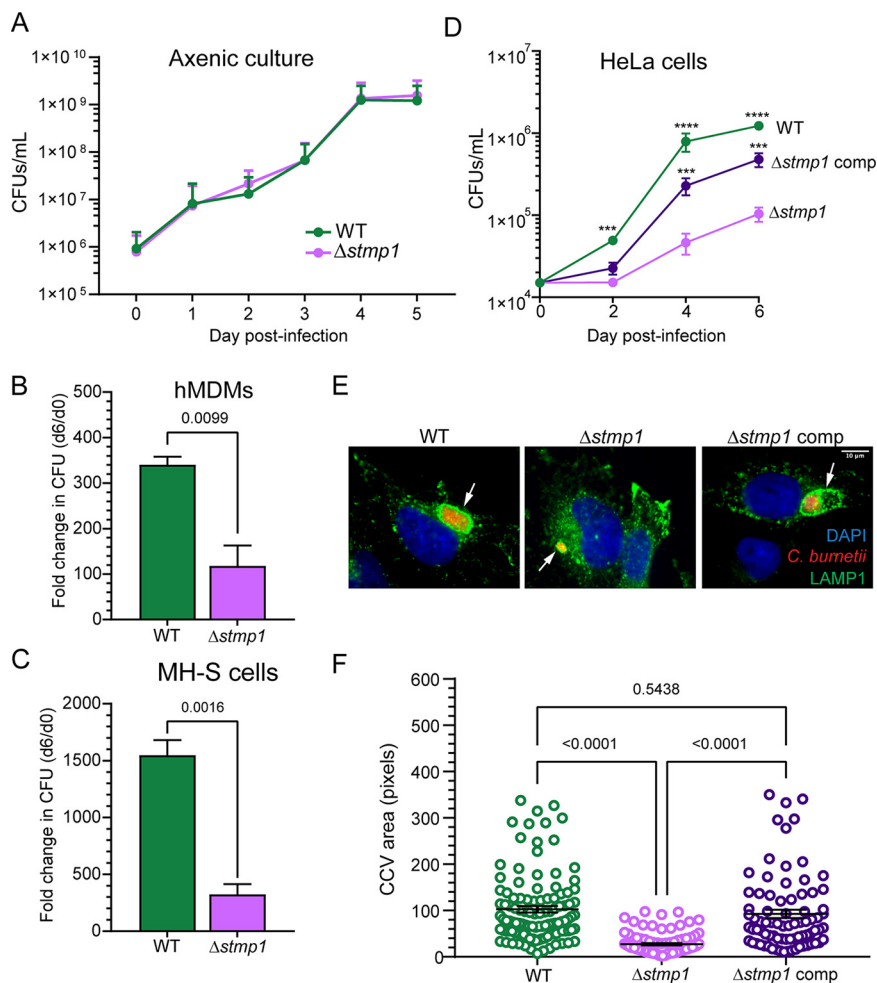 A
Axenic culture
CFUs/mL
1×10 10
1×10 9
1×10 8
1×10 7
1×10 6
1×10 5
WT
Δstmp1
0 1 2 3 4 5
Day post-infection
D
HeLa cells
CFUs/mL
1×10 7
1×10 6
1×10 5
1×10 4
***
****
***
****
***
WT
Δstmp1 comp
Δstmp1
0 2 4 6
Day post-infection
B
hMDMs
Fold change in CFU (d6/d0)
500
400
300
200
100
0
0.0099
WT Δstmp1
C
MH-S cells
Fold change in CFU (d6/d0)
2000
1500
1000
500
0
0.0016
WT Δstmp1
E
WT Δstmp1 Δstmp1 comp
10 μm
DAPI
C. burnetii
LAMP1
F
CCV area (pixels)
600
500
400
300
200
100
0
0.5438
<0.0001 <0.0001
WT Δstmp1 Δstmp1 comp